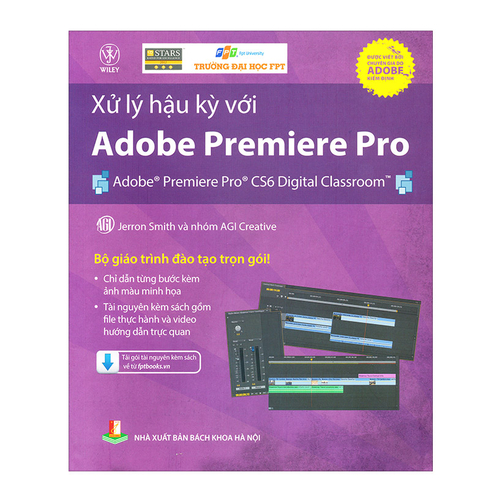 WILEY
STARS
FPT fpt University
TRƯỜNG ĐẠI HỌC FPT
ĐƯỢC VIẾT BỞI
CHUYÊN GIA DO
ADOBE
KIỂM ĐỊNH
Xử lý hậu kỳ với
Adobe Premiere Pro
Adobe® Premiere Pro® CS6 Digital Classroom™
AGI Jerron Smith và nhóm AGI Creative
Bộ giáo trình đào tạo trọn gói!
• Chỉ dẫn từng bước kèm
ảnh màu minh họa
• Tài nguyên kèm sách gồm
file thực hành và video
hướng dẫn trực quan
Tải gói tài nguyên kèm sách
về từ fptbooks.vn
NHÀ XUẤT BẢN BÁCH KHOA HÀ NỘI